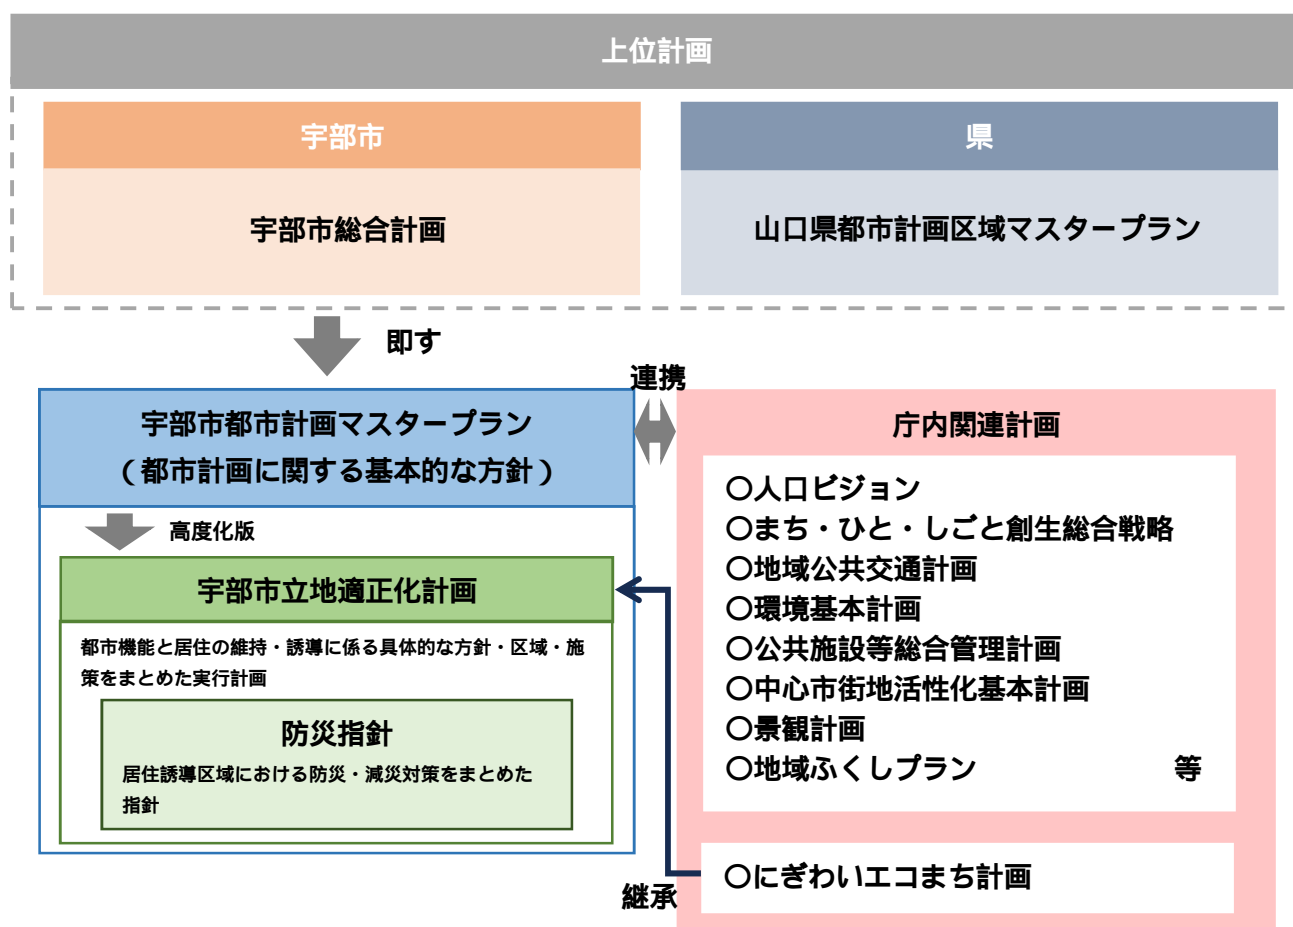 上位計画
宇部市
県
宇部市総合計画
山口県都市計画区域マスタープラン
即す
連携
宇部市都市計画マスタープラン
（都市計画に関する基本的な方針）
高度化版
宇部市立地適正化計画
都市機能と居住の維持・誘導に係る具体的な方針・区域・施
策をまとめた実行計画
防災指針
居住誘導区域における防災・減災対策をまとめた
指針
庁内関連計画
〇人口ビジョン
〇まち・ひと・しごと創生総合戦略
〇地域公共交通計画
〇環境基本計画
〇公共施設等総合管理計画
〇中心市街地活性化基本計画
〇景観計画
〇地域ふくしプラン 等
〇にぎわいエコまち計画
継承